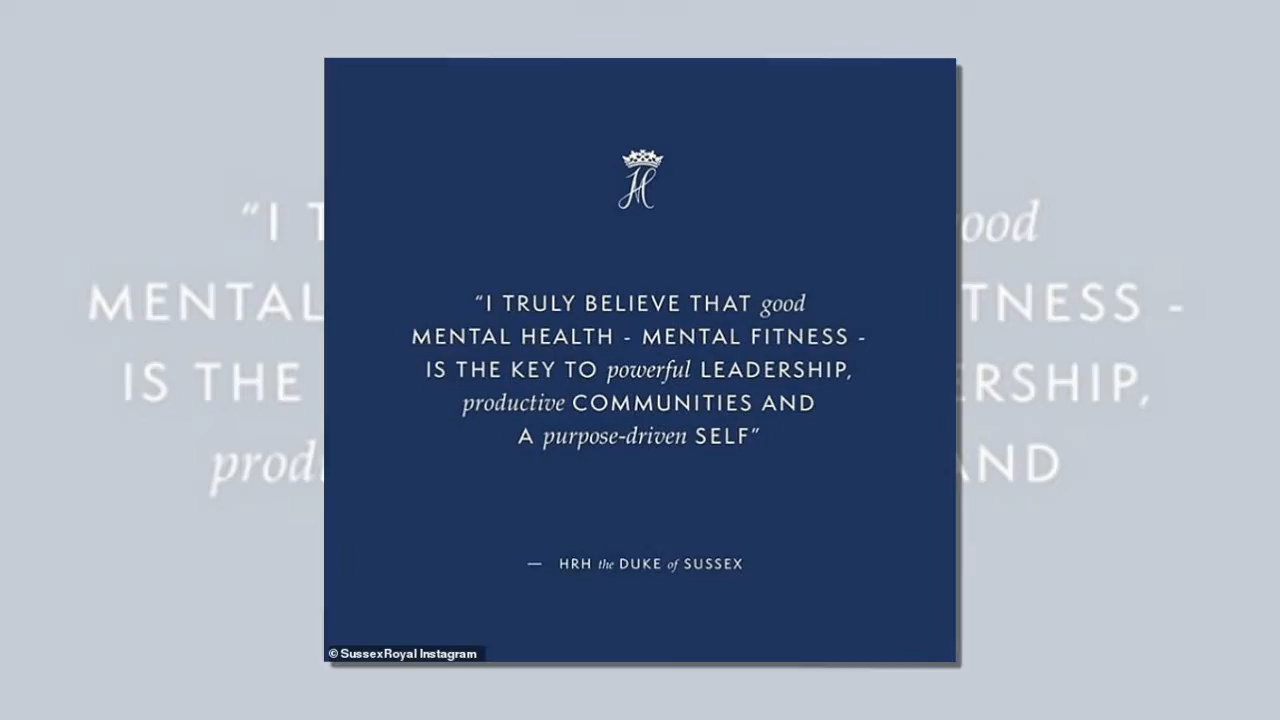 “I TRULY BELIEVE THAT good
MENTAL HEALTH - MENTAL FITNESS -
IS THE KEY TO powerful LEADERSHIP,
productive COMMUNITIES AND
A purpose-driven SELF”
— HRH the DUKE of SUSSEX
© SussexRoyal Instagram